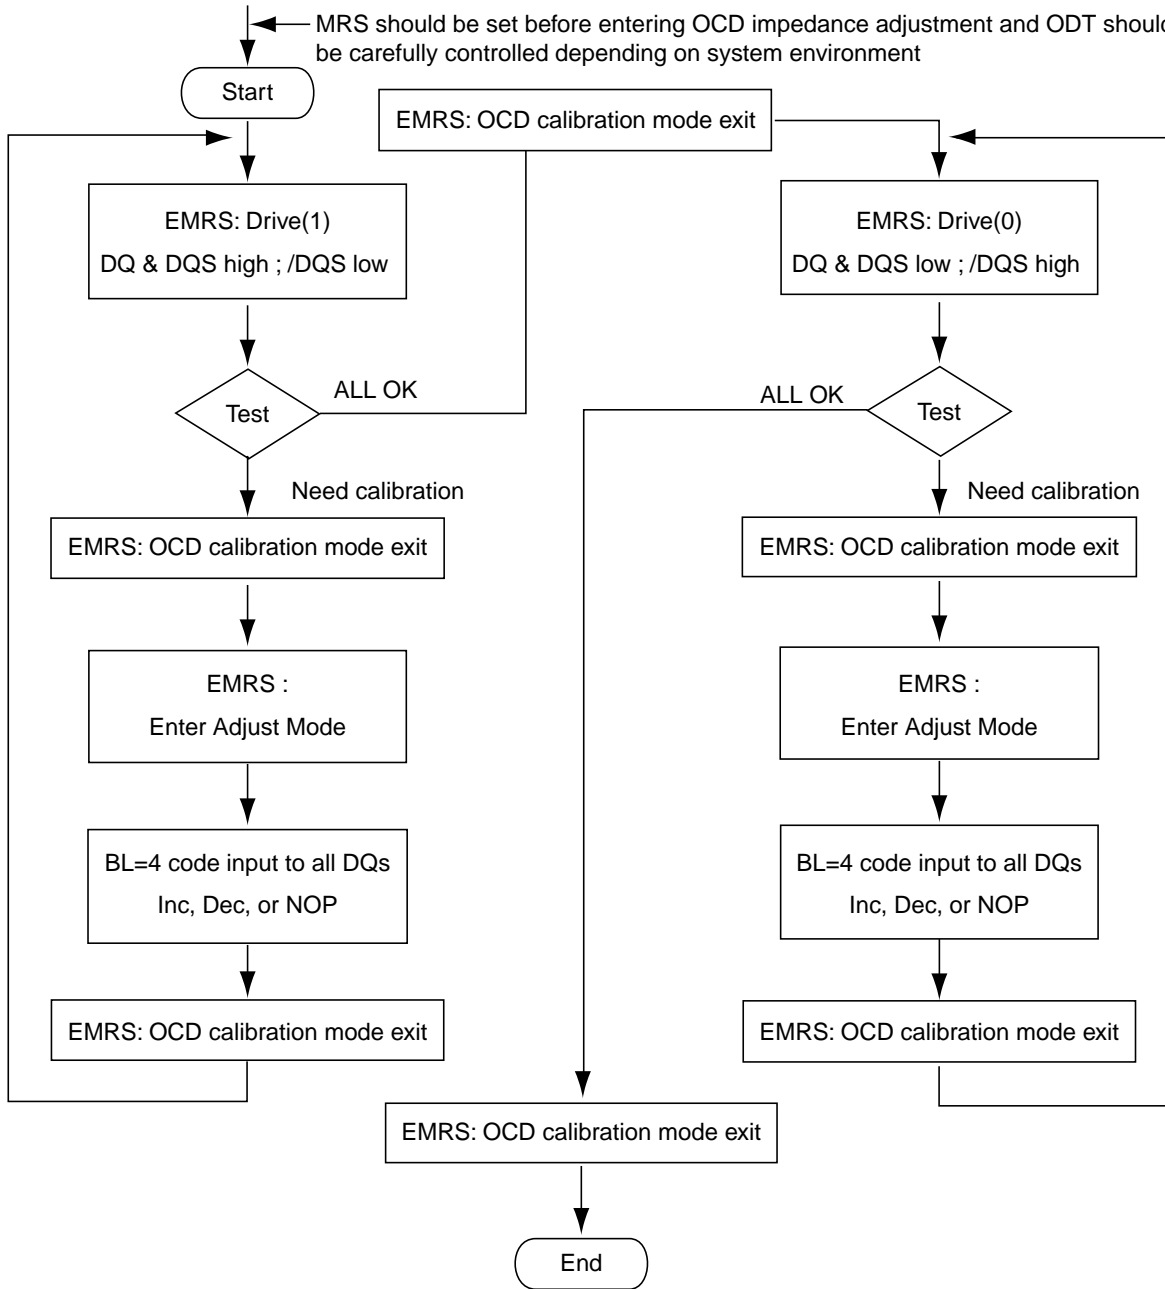 MRS should be set before entering OCD impedance adjustment and ODT should
be carefully controlled depending on system environment
Start
EMRS: OCD calibration mode exit
EMRS: Drive(1)
DQ & DQS high ; /DQS low
EMRS: Drive(0)
DQ & DQS low ; /DQS high
Test
ALL OK
ALL OK
Test
Need calibration
Need calibration
EMRS: OCD calibration mode exit
EMRS: OCD calibration mode exit
EMRS :
Enter Adjust Mode
EMRS :
Enter Adjust Mode
BL=4 code input to all DQs
Inc, Dec, or NOP
BL=4 code input to all DQs
Inc, Dec, or NOP
EMRS: OCD calibration mode exit
EMRS: OCD calibration mode exit
EMRS: OCD calibration mode exit
End